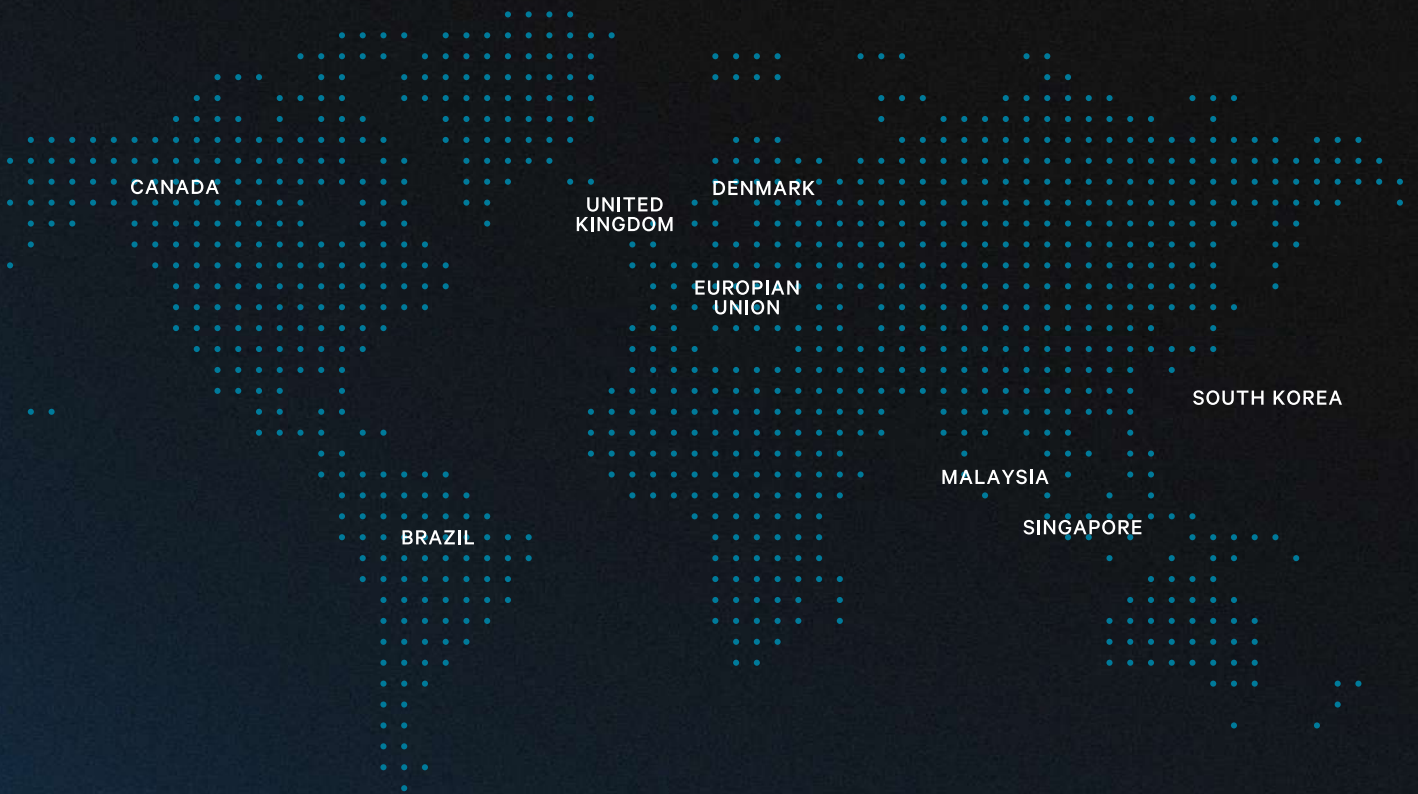 CANADA
DENMARK
UNITED
KINGDOM
EUROPIAN
UNION
SOUTH KOREA
MALAYSIA
SINGAPORE
BRAZIL